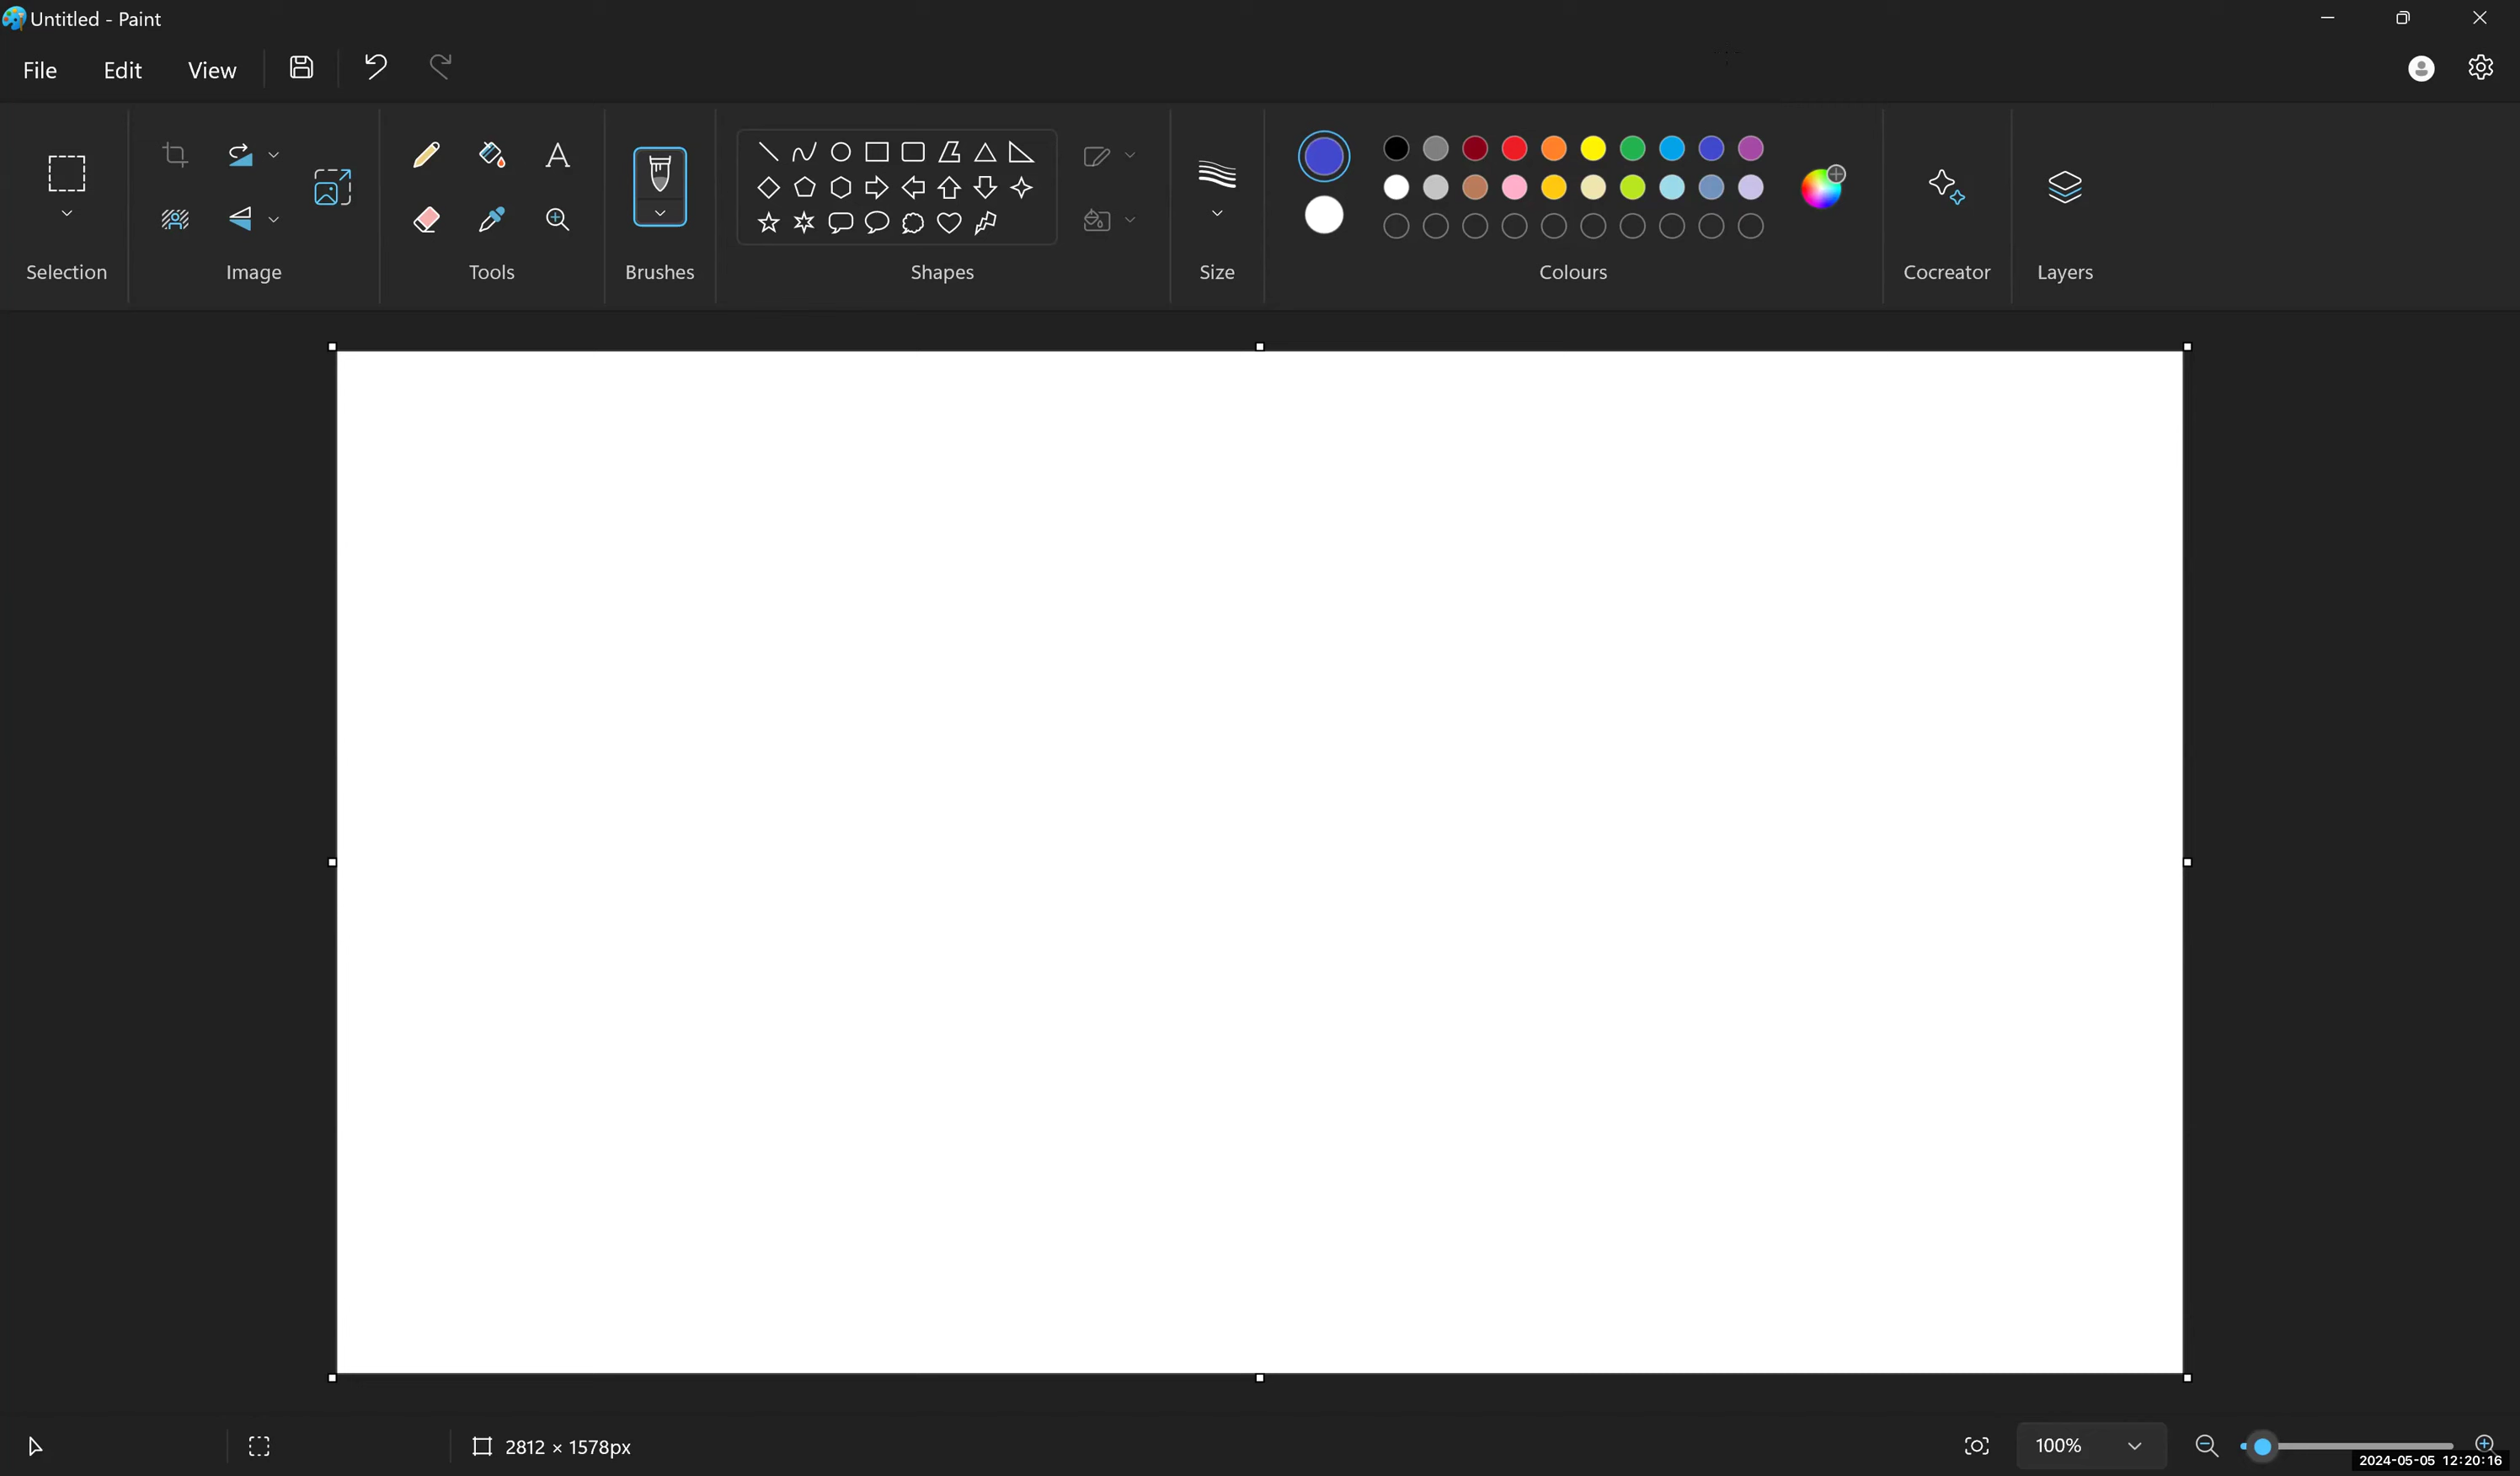 Untitled - Paint
File Edit View
Selection Image Tools Brushes Shapes Size Colours Cocreator Layers
2812 × 1578px 100%
2024-05-05 12:20:16